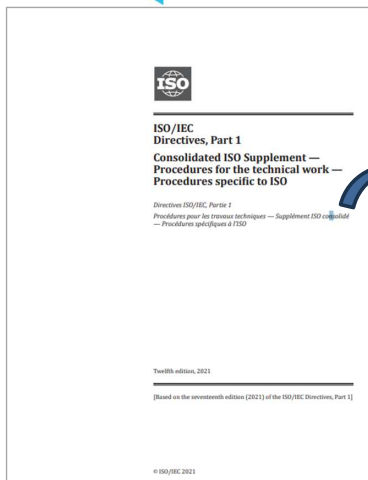 ISO
ISO/IEC
Directives, Part 1
Consolidated ISO Supplement —
Procedures for the technical work —
Procedures specific to ISO
Directives ISO/IEC, Partie 1
Procédures pour les travaux techniques — Supplément ISO consolidé
— Procédures spécifiques à l'ISO
Twelfth edition, 2021
[Based on the seventeenth edition (2021) of the ISO/IEC Directives, Part 1]
© ISO/IEC 2021